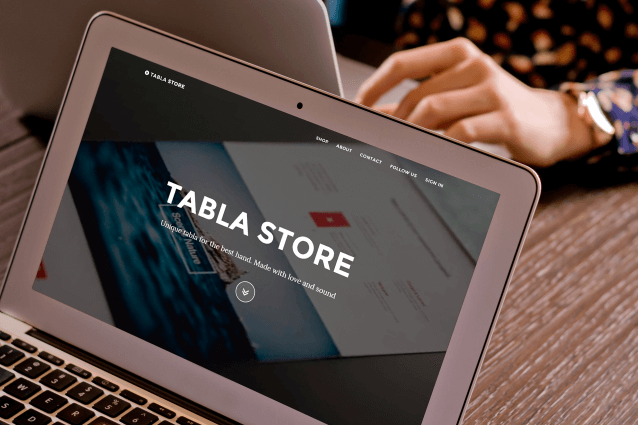 TABLA STORE
SHOP ABOUT CONTACT FOLLOW US SIGN IN
TABLA STORE
Unique tabla for the best hand. Made with love and sound